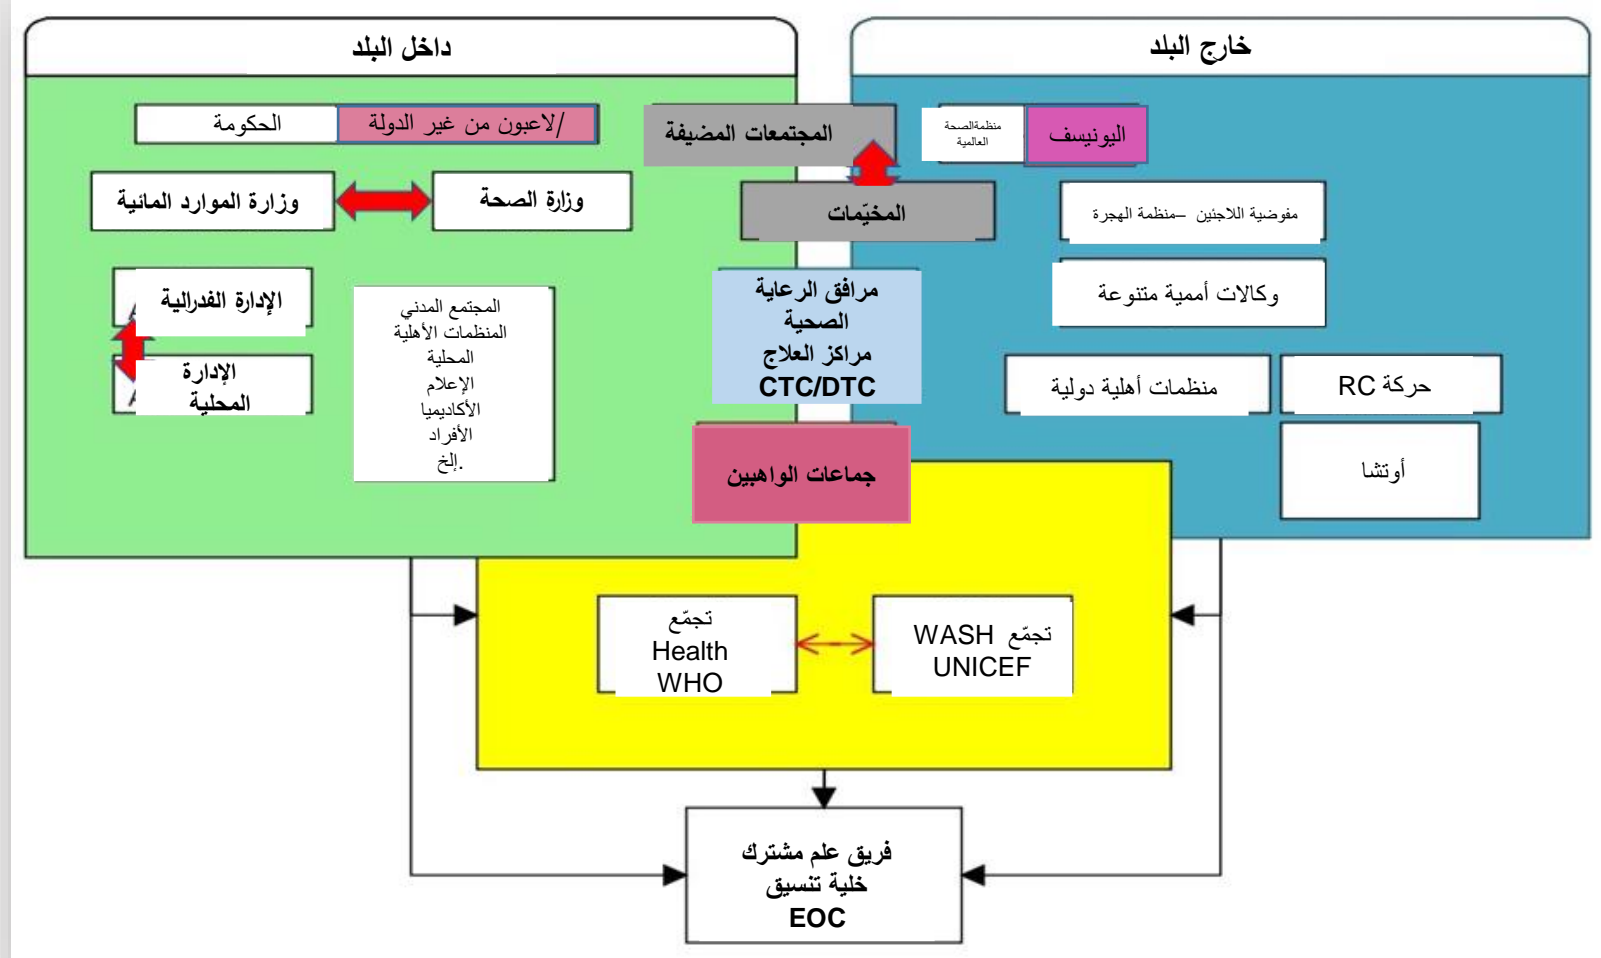 خارج البلد
داخل البلد
اليونيسف
منظمةالصحة
العالمية
المجتمعات المضيفة
/لاعبون من غير الدولة
الحكومة
مفوضية اللاجئين –منظمة الهجرة
المخيّمات
وزارة الصحة
وزارة الموارد المائية
وكالات أممية متنوعة
مرافق الرعاية
الصحية
مراكز العلاج
CTC/DTC
المجتمع المدني
المنظمات الأهلية
المحلية
الإعلام
الأكاديميا
الأفراد
إلخ.
الإدارة الفدرالية
الإدارة
المحلية
حركة RC
منظمات أهلية دولية
أوتشا
جماعات الواهبين
تجمّع WASH
UNICEF
تجمّع
Health
WHO
فريق علم مشترك
خلية تنسيق
EOC